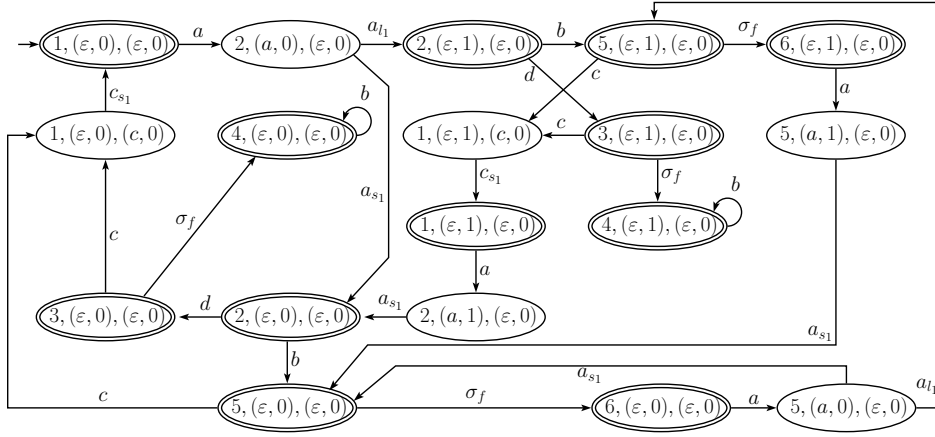 1, (ε, 0), (ε, 0) a 2, (a, 0), (ε, 0) a_{l_1} 2, (ε, 1), (ε, 0) b 5, (ε, 1), (ε, 0) σ_f 6, (ε, 1), (ε, 0)
c_{s_1} d c a
1, (ε, 0), (c, 0) 4, (ε, 0), (ε, 0) b 1, (ε, 1), (c, 0) c 3, (ε, 1), (ε, 0) 5, (a, 1), (ε, 0)
a_{s_1} c_{s_1} σ_f
c σ_f 1, (ε, 1), (ε, 0) 4, (ε, 1), (ε, 0) b
a
3, (ε, 0), (ε, 0) d 2, (ε, 0), (ε, 0) a_{s_1} 2, (a, 1), (ε, 0) a_{s_1}
b a_{s_1}
c 5, (ε, 0), (ε, 0) σ_f 6, (ε, 0), (ε, 0) a 5, (a, 0), (ε, 0) a_{l_1}